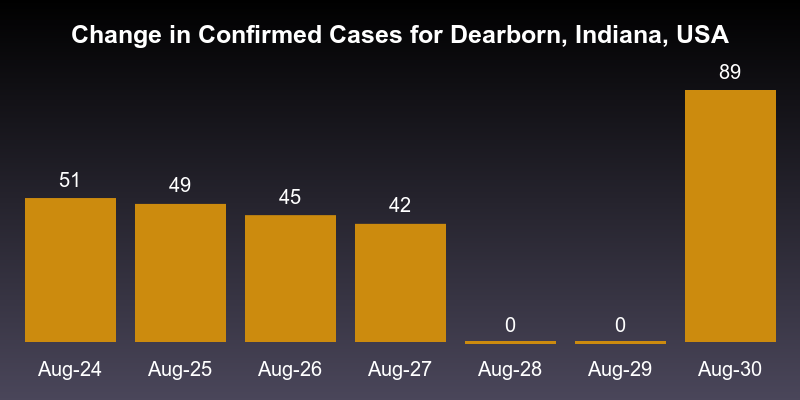 Change in Confirmed Cases for Dearborn, Indiana, USA
89
51
49
45
42
0
0
Aug-24
Aug-25
Aug-26
Aug-27
Aug-28
Aug-29
Aug-30